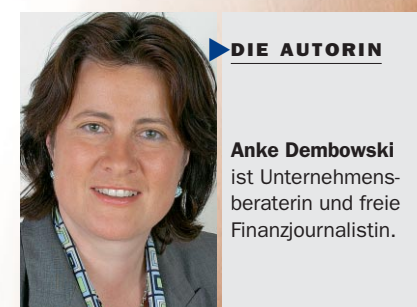 DIE AUTORIN
Anke Dembowski
ist Unternehmens-
beraterin und freie
Finanzjournalistin.